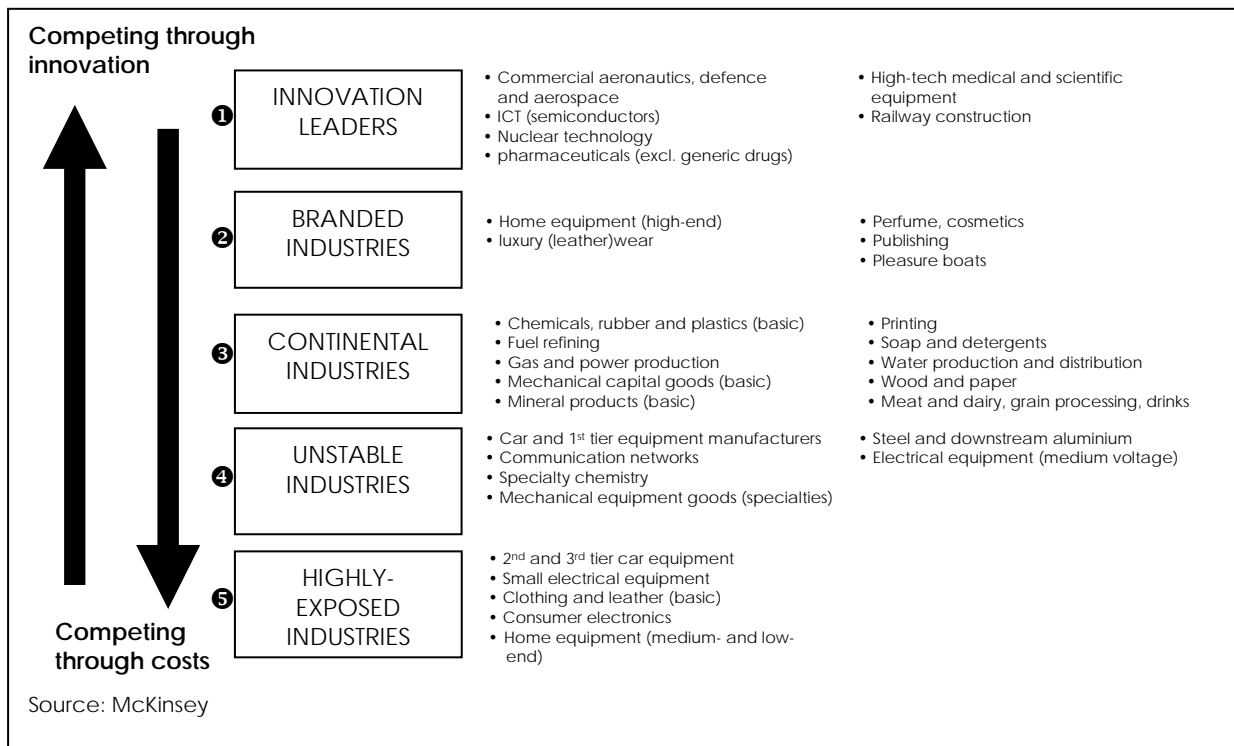 Competing through
innovation
❶
INNOVATION
LEADERS
• Commercial aeronautics, defence
and aerospace
• ICT (semiconductors)
• Nuclear technology
• pharmaceuticals (excl. generic drugs)
• High-tech medical and scientific
equipment
• Railway construction
❷
BRANDED
INDUSTRIES
• Home equipment (high-end)
• luxury (leather)wear
• Perfume, cosmetics
• Publishing
• Pleasure boats
❸
CONTINENTAL
INDUSTRIES
• Chemicals, rubber and plastics (basic)
• Fuel refining
• Gas and power production
• Mechanical capital goods (basic)
• Mineral products (basic)
• Printing
• Soap and detergents
• Water production and distribution
• Wood and paper
• Meat and dairy, grain processing, drinks
❹
UNSTABLE
INDUSTRIES
• Car and 1st tier equipment manufacturers
• Communication networks
• Specialty chemistry
• Mechanical equipment goods (specialties)
• Steel and downstream aluminium
• Electrical equipment (medium voltage)
❺
HIGHLY-
EXPOSED
INDUSTRIES
• 2nd and 3rd tier car equipment
• Small electrical equipment
• Clothing and leather (basic)
• Consumer electronics
• Home equipment (medium- and low-
end)
Competing
through costs
Source: McKinsey